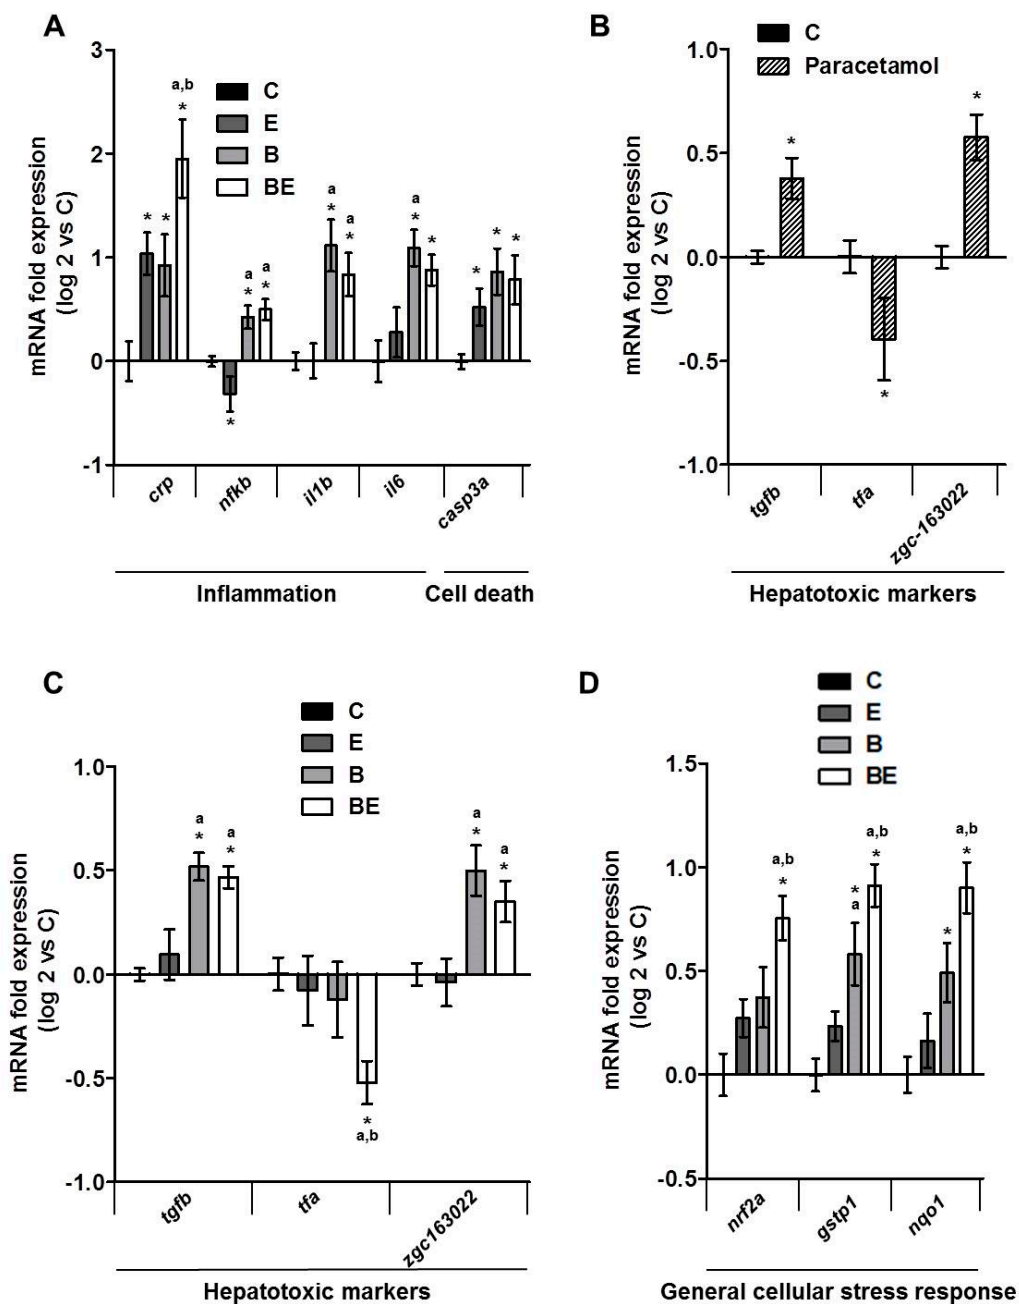 A
mRNA fold expression
(log 2 vs C)
3
2
1
0
-1
C
E
B
BE
a,b
*
*
*
*
a
*
a
*
a
*
a
*
a
*
*
*
*
*
crp
nfkb
il1b
il6
casp3a
Inflammation
Cell death
B
mRNA fold expression
(log 2 vs C)
1.0
0.5
0.0
-0.5
-1.0
C
Paracetamol
*
*
*
tgfb
tfa
zgc-163022
Hepatotoxic markers
C
mRNA fold expression
(log 2 vs C)
1.0
0.5
0.0
-0.5
-1.0
C
E
B
BE
a
*
a
*
*
a,b
a
*
a
*
tgfb
tfa
zgc163022
Hepatotoxic markers
D
mRNA fold expression
(log 2 vs C)
1.5
1.0
0.5
0.0
-0.5
C
E
B
BE
a,b
*
*
a
a,b
*
*
a,b
*
nrf2a
gstp1
nqo1
General cellular stress response